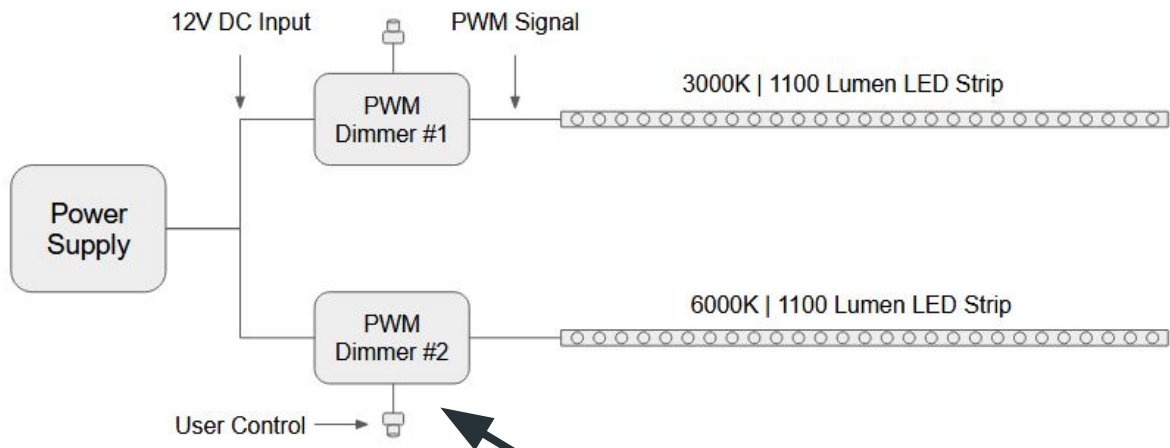 12V DC Input
PWM Signal
PWM
Dimmer #1
3000K | 1100 Lumen LED Strip
Power
Supply
PWM
Dimmer #2
6000K | 1100 Lumen LED Strip
User Control